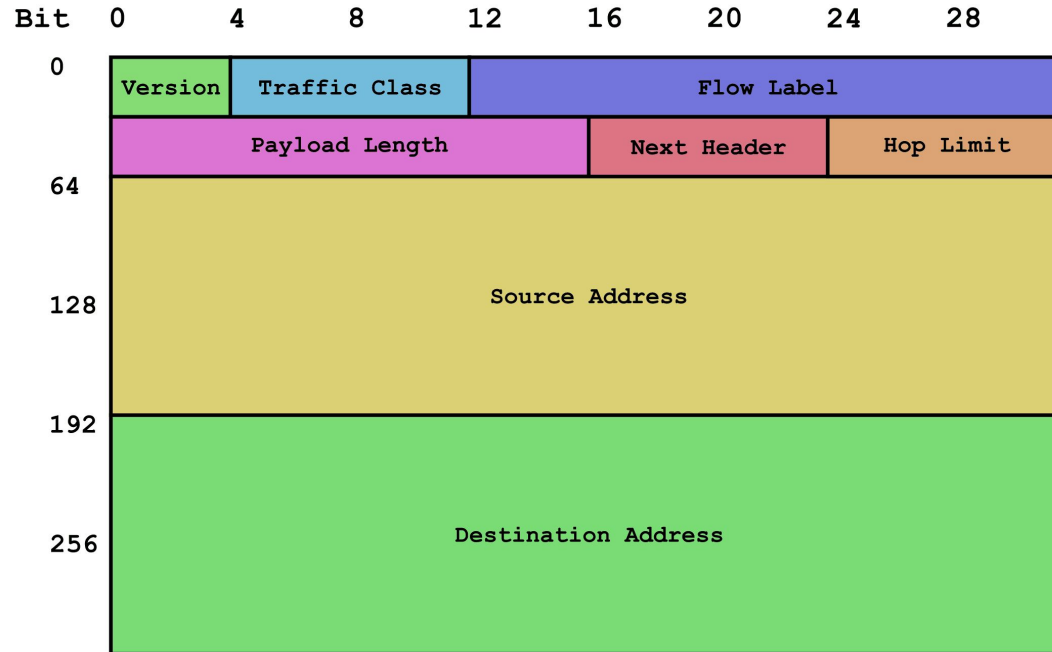 Bit 0 4 8 12 16 20 24 28
0 Version Traffic Class Flow Label
Payload Length Next Header Hop Limit
64
Source Address
128
192
Destination Address
256